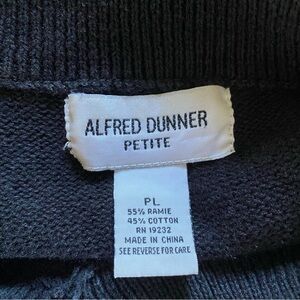 ALFRED DUNNER
PETITE
PL
55% RAMIE
45% COTTON
RN 19232
MADE IN CHINA
SEE REVERSE FOR CARE